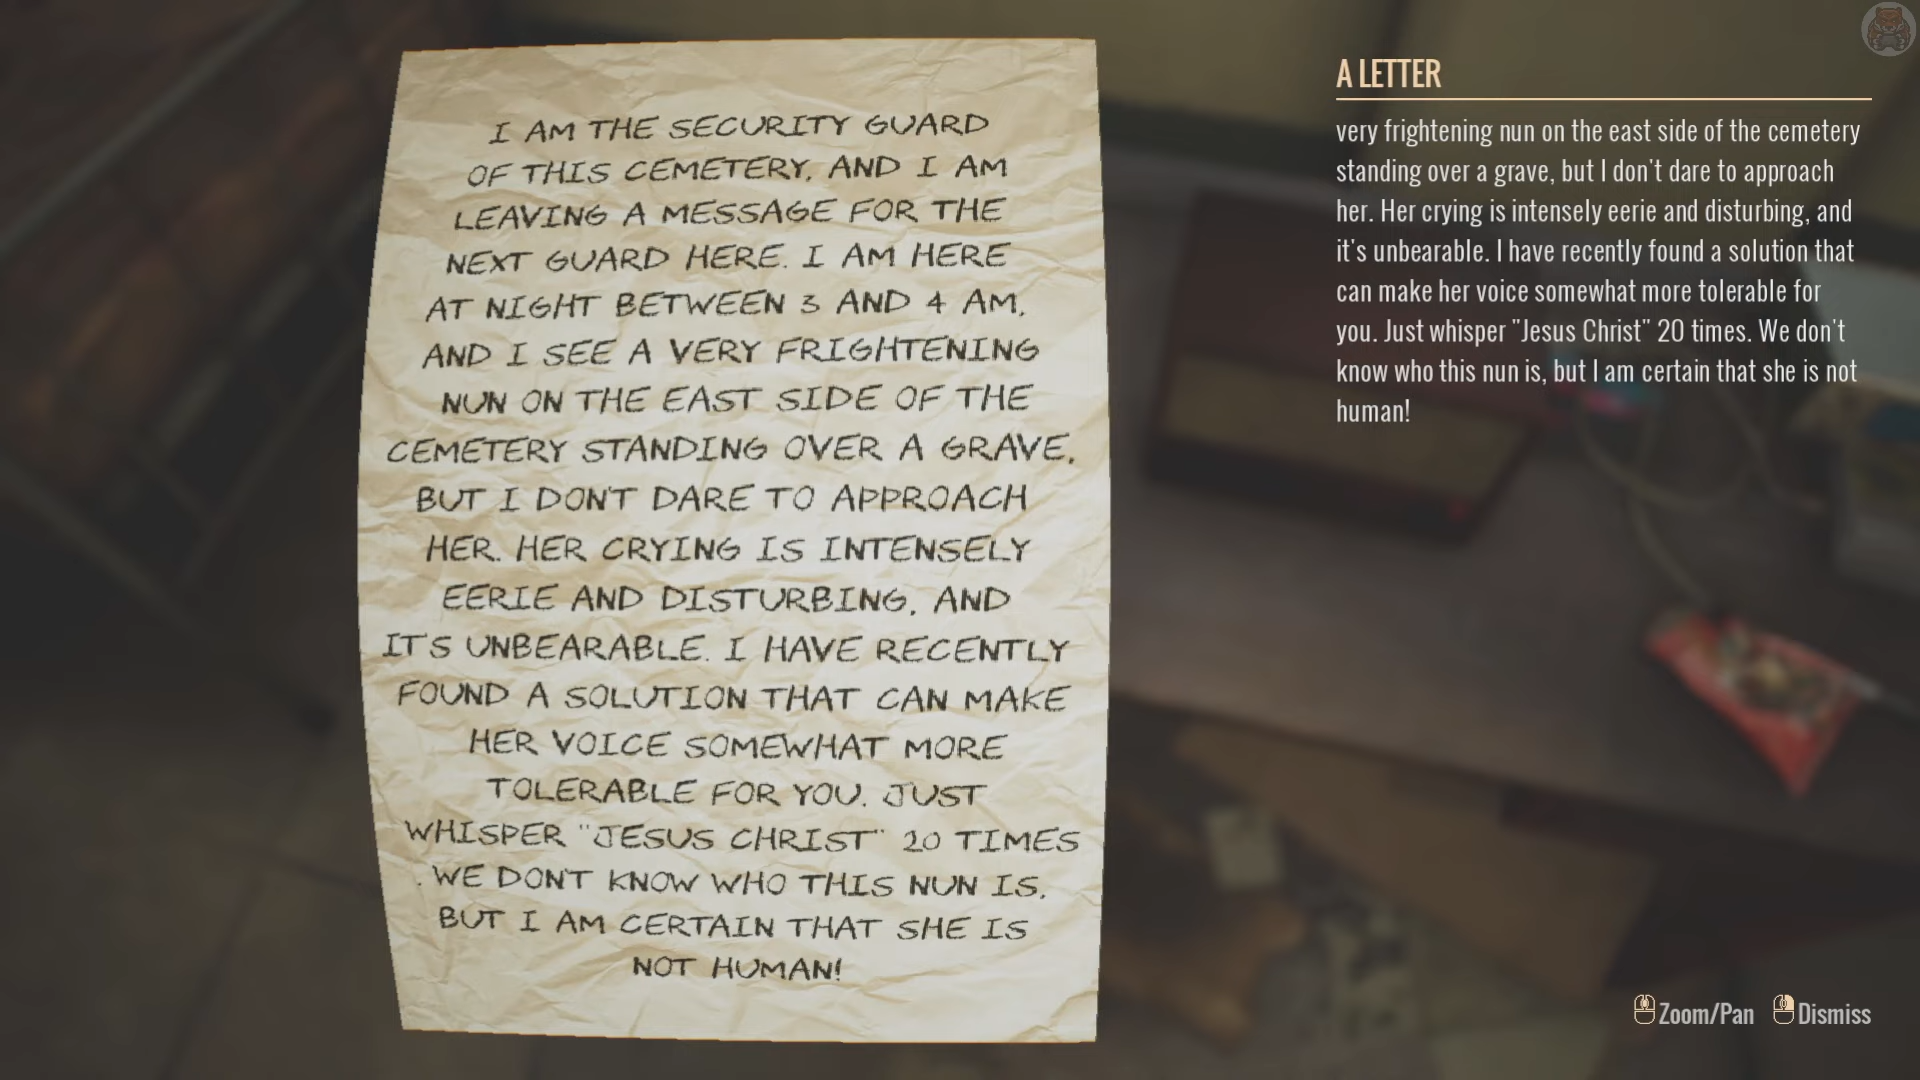 I AM THE SECURITY GUARD
OF THIS CEMETERY, AND I AM
LEAVING A MESSAGE FOR THE
NEXT GUARD HERE. I AM HERE
AT NIGHT BETWEEN 3 AND 4 AM,
AND I SEE A VERY FRIGHTENING
NUN ON THE EAST SIDE OF THE
CEMETERY STANDING OVER A GRAVE,
BUT I DON'T DARE TO APPROACH
HER. HER CRYING IS INTENSELY
EERIE AND DISTURBING, AND
IT'S UNBEARABLE. I HAVE RECENTLY
FOUND A SOLUTION THAT CAN MAKE
HER VOICE SOMEWHAT MORE
TOLERABLE FOR YOU. JUST
WHISPER "JESUS CHRIST" 20 TIMES
. WE DON'T KNOW WHO THIS NUN IS,
BUT I AM CERTAIN THAT SHE IS
NOT HUMAN!
A LETTER
very frightening nun on the east side of the cemetery
standing over a grave, but I don't dare to approach
her. Her crying is intensely eerie and disturbing, and
it's unbearable. I have recently found a solution that
can make her voice somewhat more tolerable for
you. Just whisper "Jesus Christ" 20 times. We don't
know who this nun is, but I am certain that she is not
human!
Zoom/Pan Dismiss